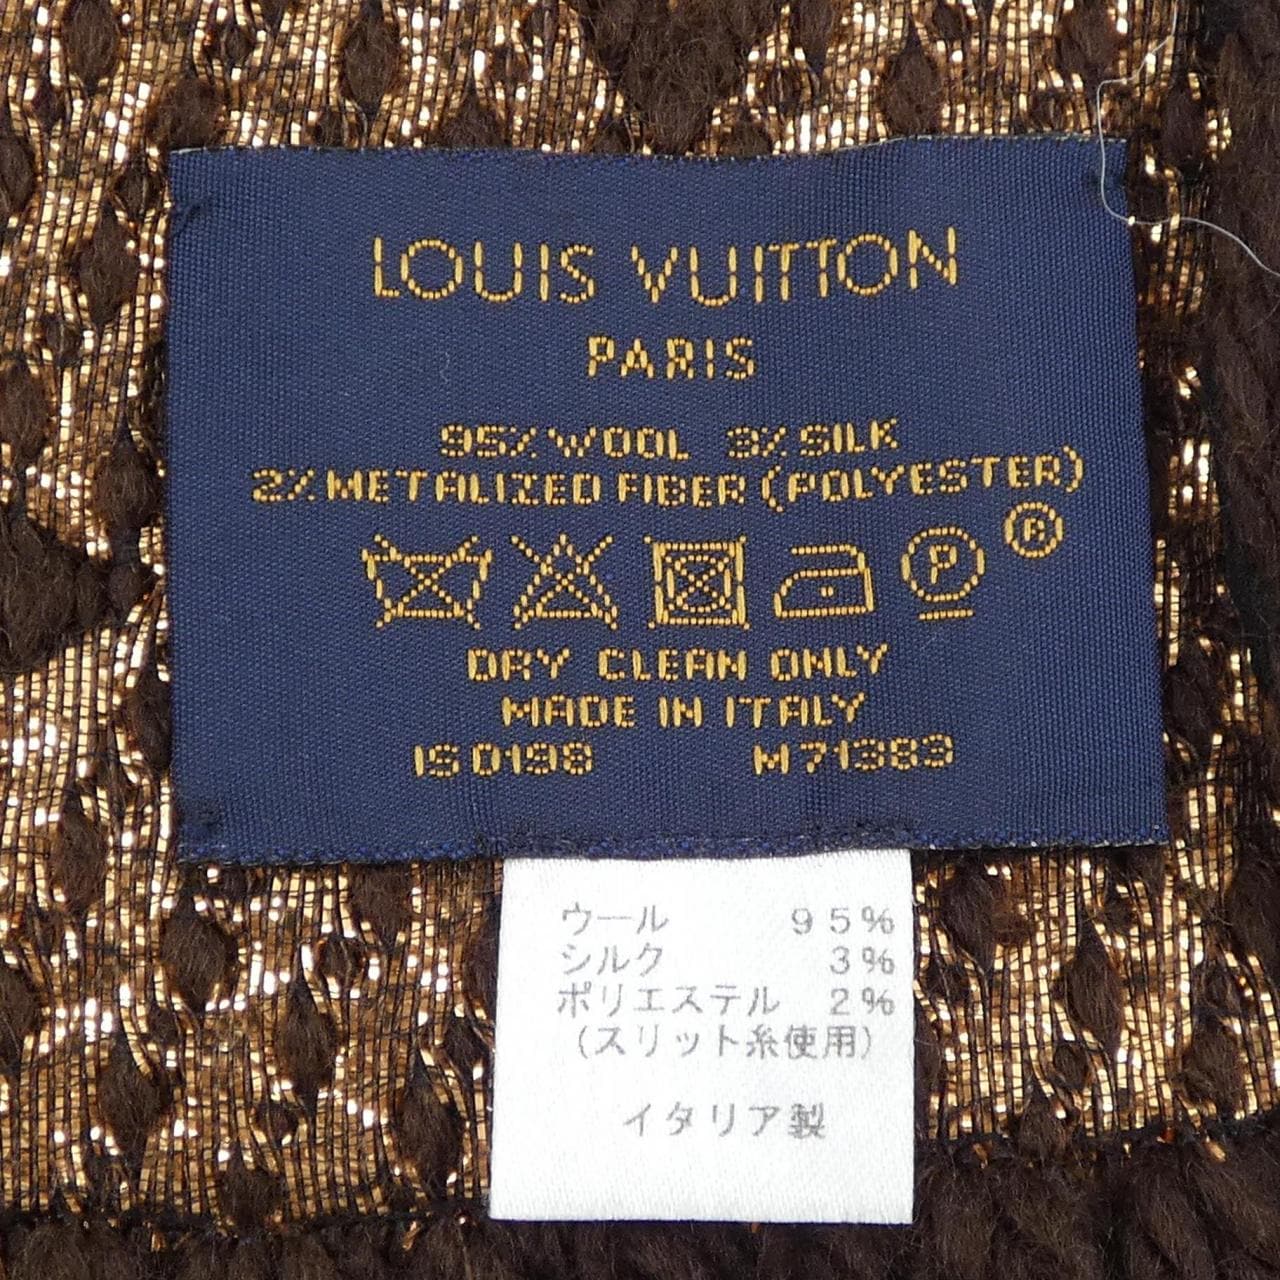 LOUIS VUITTON
PARIS
95% WOOL 3% SILK
2% METALIZED FIBER (POLYESTER)
®
P
DRY CLEAN ONLY
MADE IN ITALY
IS 0198 M71383
ウール 95%
シルク 3%
ポリエステル 2%
(スリット糸使用)
イタリア製